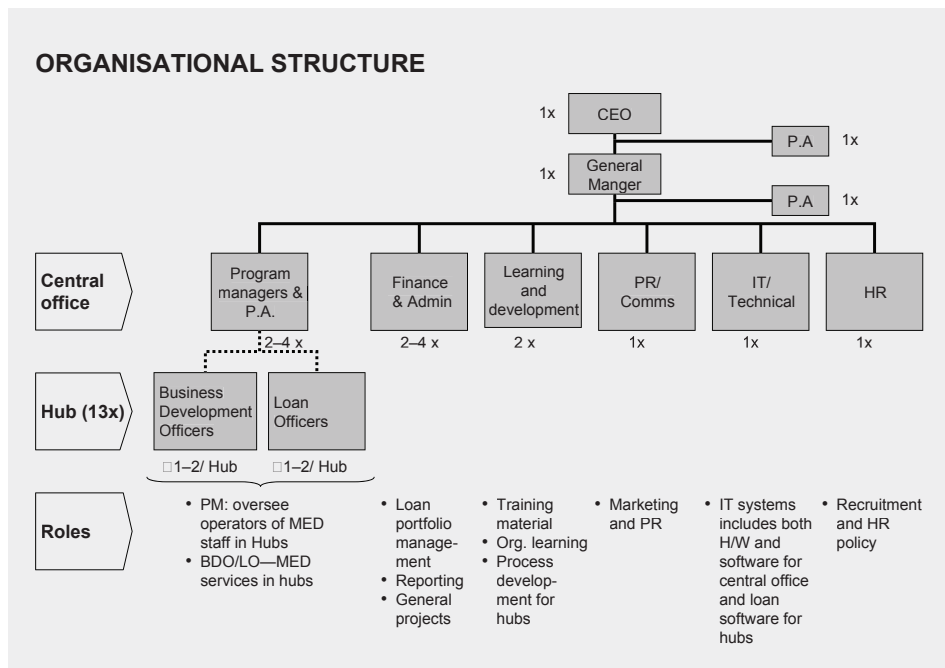 ORGANISATIONAL STRUCTURE
1x
CEO
P.A
1x
1x
General
Manger
P.A
1x
Central
office
Program
managers &
P.A.
2–4 x
Finance
& Admin
2–4 x
Learning
and
development
2 x
PR/
Comms
1x
IT/
Technical
1x
HR
1x
Hub (13x)
Business
Development
Officers
□1–2/ Hub
Loan
Officers
□1–2/ Hub
Roles
• PM: oversee
operators of MED
staff in Hubs
• BDO/LO—MED
services in hubs
• Loan
portfolio
manage-
ment
• Reporting
• General
projects
• Training
material
• Org. learning
• Process
develop-
ment for
hubs
• Marketing
and PR
• IT systems
includes both
H/W and
software for
central office
and loan
software for
hubs
• Recruitment
and HR
policy